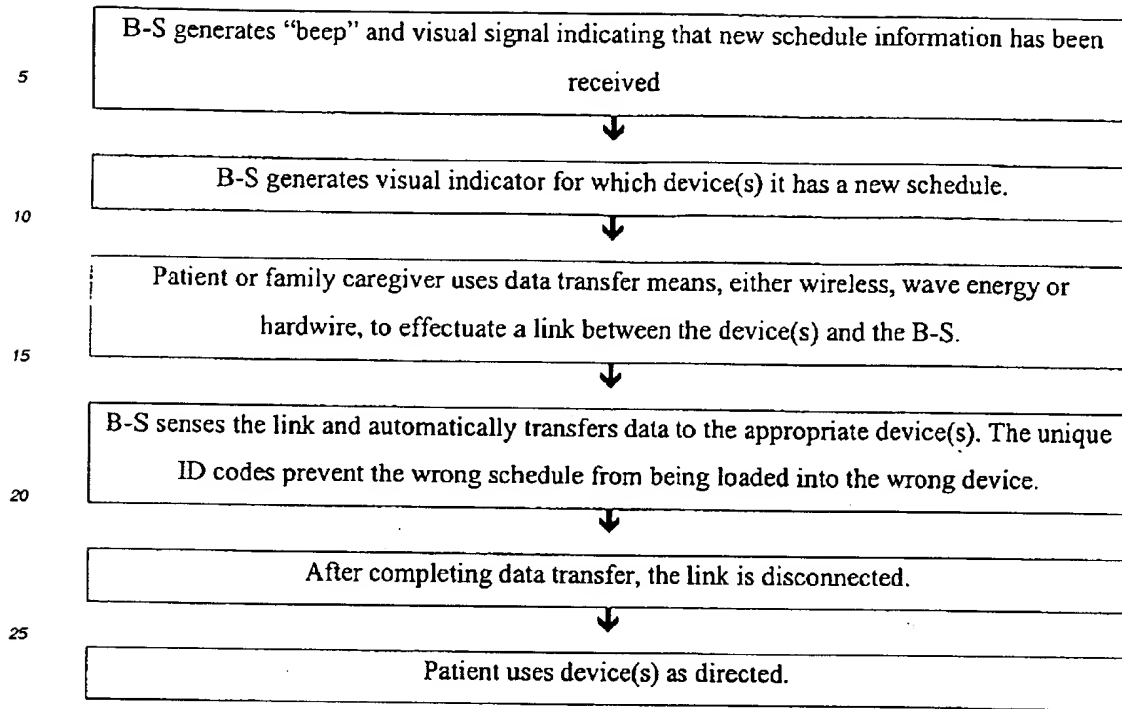 B-S generates “beep” and visual signal indicating that new schedule information has been
5
received
B-S generates visual indicator for which device(s) it has a new schedule.
10
Patient or family caregiver uses data transfer means, either wireless, wave energy or
hardwire, to effectuate a link between the device(s) and the B-S.
15
B-S senses the link and automatically transfers data to the appropriate device(s). The unique
ID codes prevent the wrong schedule from being loaded into the wrong device.
20
After completing data transfer, the link is disconnected.
25
Patient uses device(s) as directed.